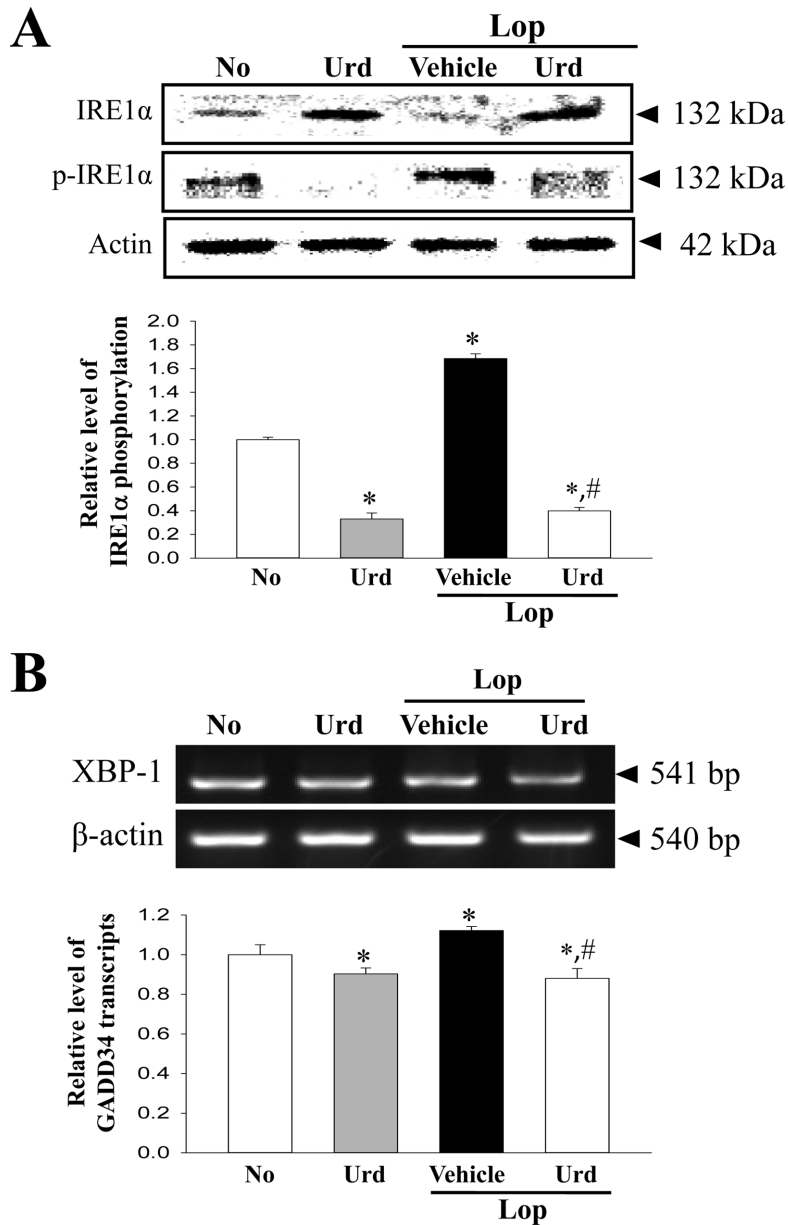 A
Lop
No Urd Vehicle Urd
IRE1α 132 kDa
p-IRE1α 132 kDa
Actin 42 kDa
Relative level of
IRE1α phosphorylation
2.0
1.8
1.6
1.4
1.2
1.0
0.8
0.6
0.4
0.2
0.0
*
*
*,#
No Urd Vehicle Urd
Lop
B
Lop
No Urd Vehicle Urd
XBP-1 541 bp
β-actin 540 bp
Relative level of
GADD34 transcripts
1.2
1.0
0.8
0.6
0.4
0.2
0.0
*
*
*,#
No Urd Vehicle Urd
Lop